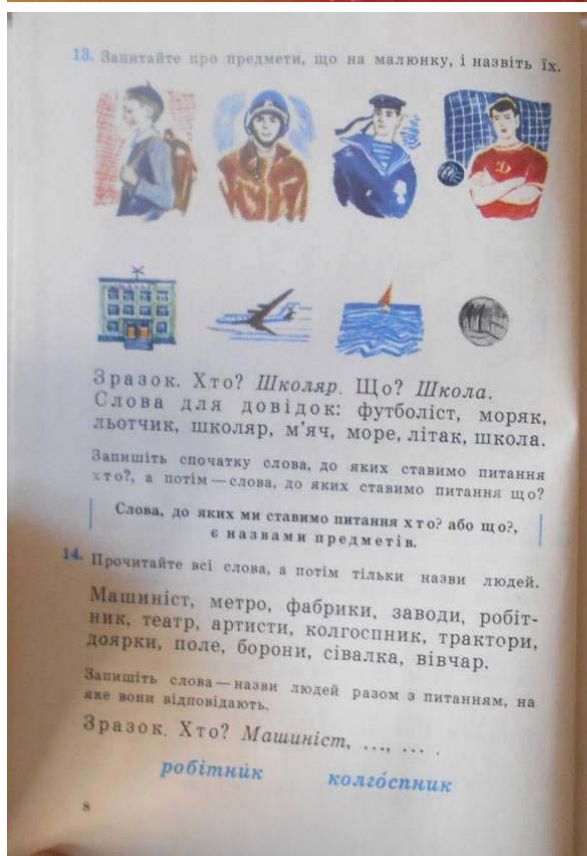 13. Запитайте про предмети, що на малюнку, і назвіть їх.
Зразок. Хто? Школяр. Що? Школа.
Слова для довідок: футболіст, моряк,
льотчик, школяр, м'яч, море, літак, школа.
Запишіть спочатку слова, до яких ставимо питання
хто?, а потім — слова, до яких ставимо питання що?
Слова, до яких ми ставимо питання хто? або що?,
є назвами предметів.
14. Прочитайте всі слова, а потім тільки назви людей.
Машиніст, метро, фабрики, заводи, робіт-
ник, театр, артисти, колгоспник, трактори,
доярки, поле, борони, сівалка, вівчар.
Запишіть слова — назви людей разом з питанням, на
яке вони відповідають.
Зразок. Хто? Машиніст, ..., ... .
робітни́к колго́спник
8